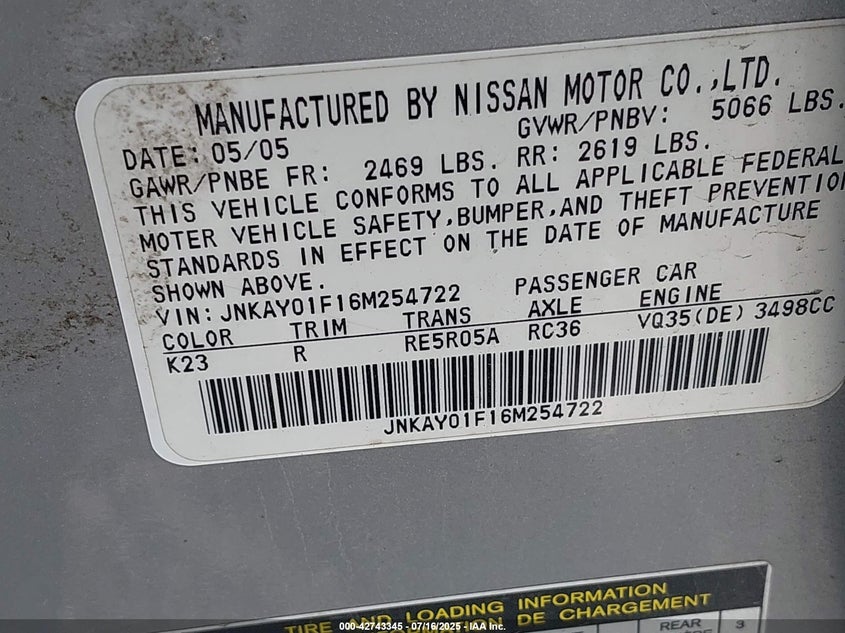 MANUFACTURED BY NISSAN MOTOR CO.,LTD.
DATE: 05/05 GVWR/PNBV: 5066 LBS.
GAWR/PNBE FR: 2469 LBS. RR: 2619 LBS.
THIS VEHICLE CONFORMS TO ALL APPLICABLE FEDERAL
MOTER VEHICLE SAFETY,BUMPER,AND THEFT PREVENTION
STANDARDS IN EFFECT ON THE DATE OF MANUFACTURE
SHOWN ABOVE.
VIN: JNKAY01F16M254722 PASSENGER CAR
COLOR TRIM TRANS AXLE ENGINE
K23 R RE5R05A RC36 VQ35(DE) 3498CC
JNKAY01F16M254722
TIRE AND LOADING INFORMATION
DE CHARGEMENT
REAR 3
000-42743345 - 07/16/2025 - IAA Inc.